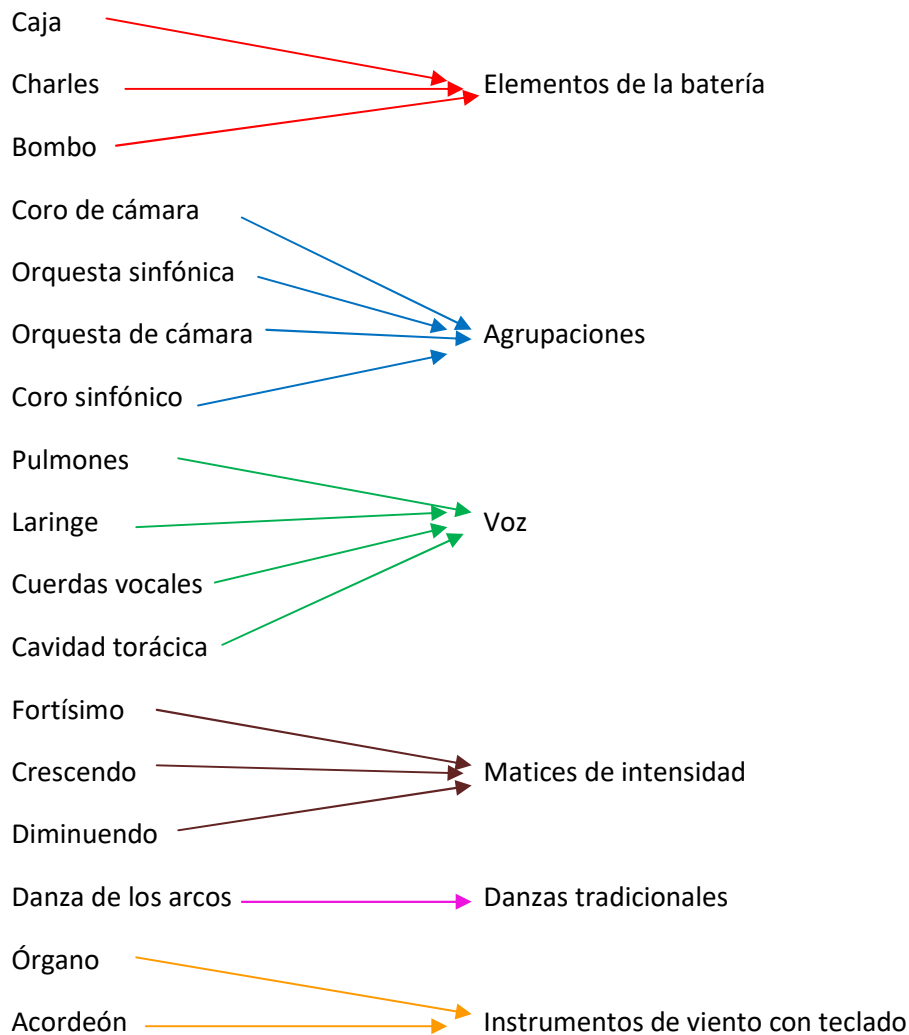 Caja
Charles Elementos de la batería
Bombo
Coro de cámara
Orquesta sinfónica
Orquesta de cámara Agrupaciones
Coro sinfónico
Pulmones
Laringe Voz
Cuerdas vocales
Cavidad torácica
Fortísimo
Crescendo Matices de intensidad
Diminuendo
Danza de los arcos Danzas tradicionales
Órgano
Acordeón Instrumentos de viento con teclado